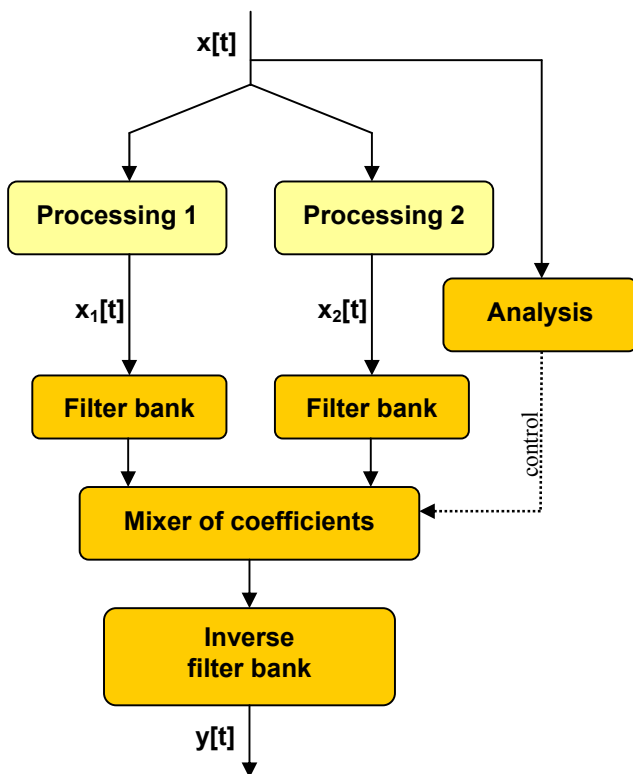 x[t]
Processing 1
Processing 2
x₁[t]
x₂[t]
Analysis
Filter bank
Filter bank
control
Mixer of coefficients
Inverse
filter bank
y[t]